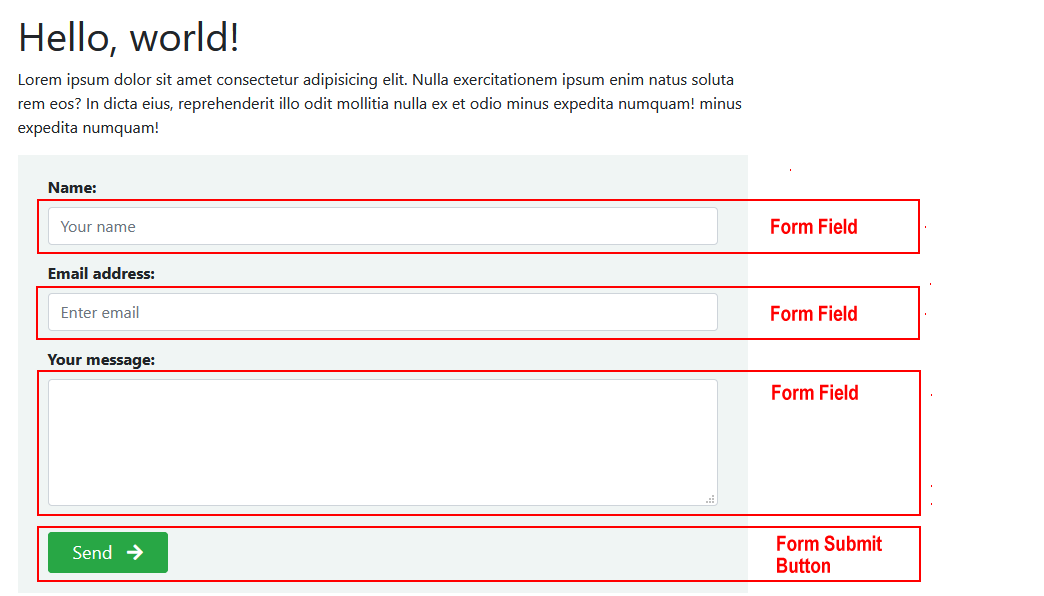 Hello, world!
Lorem ipsum dolor sit amet consectetur adipisicing elit. Nulla exercitationem ipsum enim natus soluta
rem eos? In dicta eius, reprehenderit illo odit mollitia nulla ex et odio minus expedita numquam! minus
expedita numquam!
Name:
Your name
Form Field
Email address:
Enter email
Form Field
Your message:
Form Field
Send
Form Submit
Button